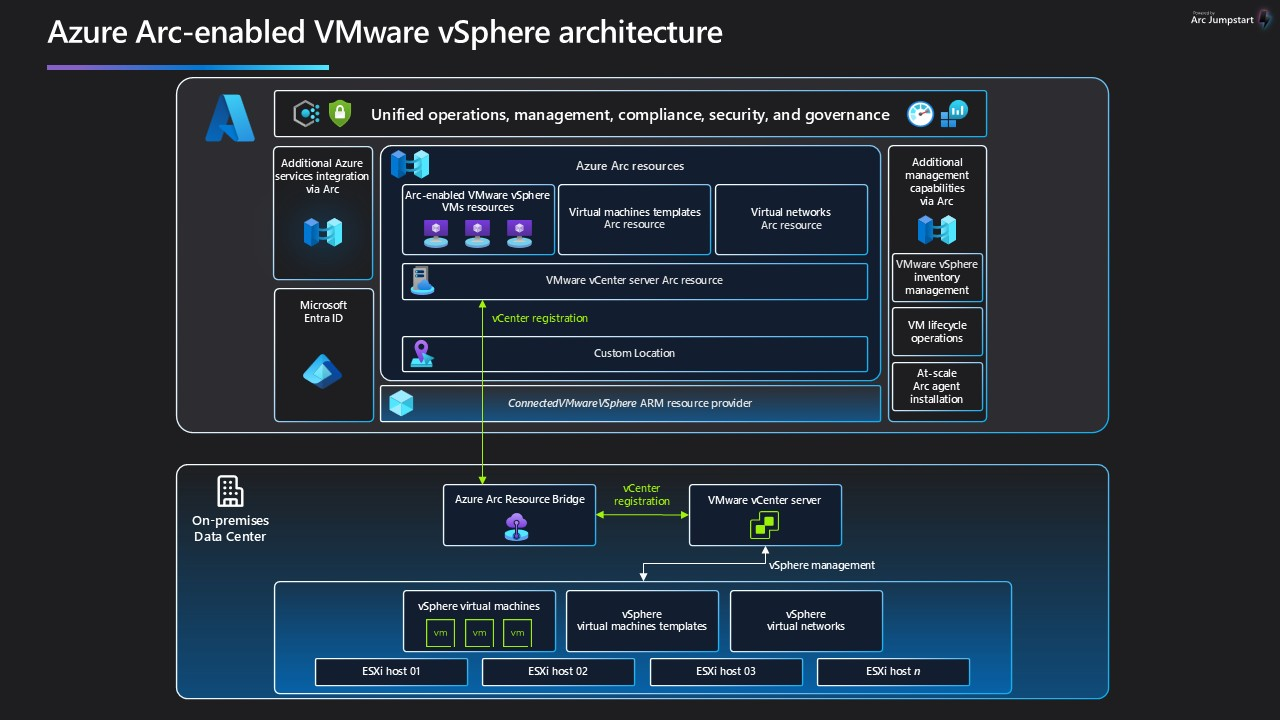 Azure Arc-enabled VMware vSphere architecture
Powered by
Arc Jumpstart
Unified operations, management, compliance, security, and governance
Additional Azure
services integration
via Arc
Microsoft
Entra ID
Azure Arc resources
Arc-enabled VMware vSphere
VMs resources
Virtual machines templates
Arc resource
Virtual networks
Arc resource
VMware vCenter server Arc resource
vCenter registration
Custom Location
ConnectedVMwareVSphere ARM resource provider
Additional
management
capabilities
via Arc
VMware vSphere
inventory
management
VM lifecycle
operations
At-scale
Arc agent
installation
On-premises
Data Center
Azure Arc Resource Bridge
vCenter
registration
VMware vCenter server
vSphere management
vSphere virtual machines
vm
vm
vm
vSphere
virtual machines templates
vSphere
virtual networks
ESXi host 01
ESXi host 02
ESXi host 03
ESXi host n